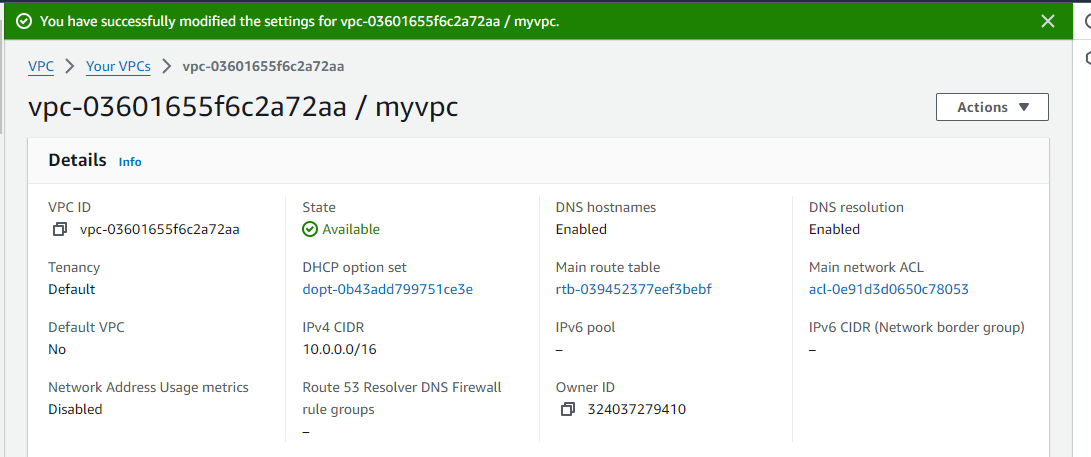 You have successfully modified the settings for vpc-03601655f6c2a72aa / myvpc.
VPC > Your VPCs > vpc-03601655f6c2a72aa
vpc-03601655f6c2a72aa / myvpc
Actions
Details Info
VPC ID
vpc-03601655f6c2a72aa
State
Available
DNS hostnames
Enabled
DNS resolution
Enabled
Tenancy
Default
DHCP option set
dopt-0b43add799751ce3e
Main route table
rtb-039452377eef3bebf
Main network ACL
acl-0e91d3d0650c78053
Default VPC
No
IPv4 CIDR
10.0.0.0/16
IPv6 pool
–
IPv6 CIDR (Network border group)
–
Network Address Usage metrics
Disabled
Route 53 Resolver DNS Firewall
rule groups
–
Owner ID
324037279410